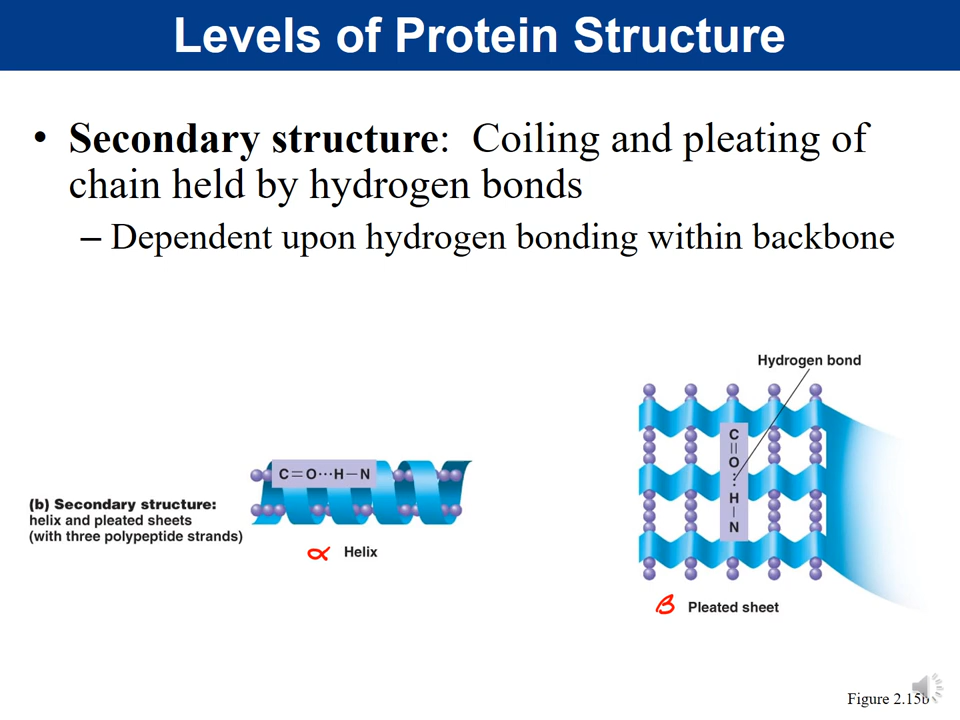 Levels of Protein Structure
• Secondary structure: Coiling and pleating of
chain held by hydrogen bonds
– Dependent upon hydrogen bonding within backbone
Hydrogen bond
C
||
O
:
H
|
N
C=O···H–N
(b) Secondary structure:
helix and pleated sheets
(with three polypeptide strands)
α Helix
β Pleated sheet
Figure 2.15b